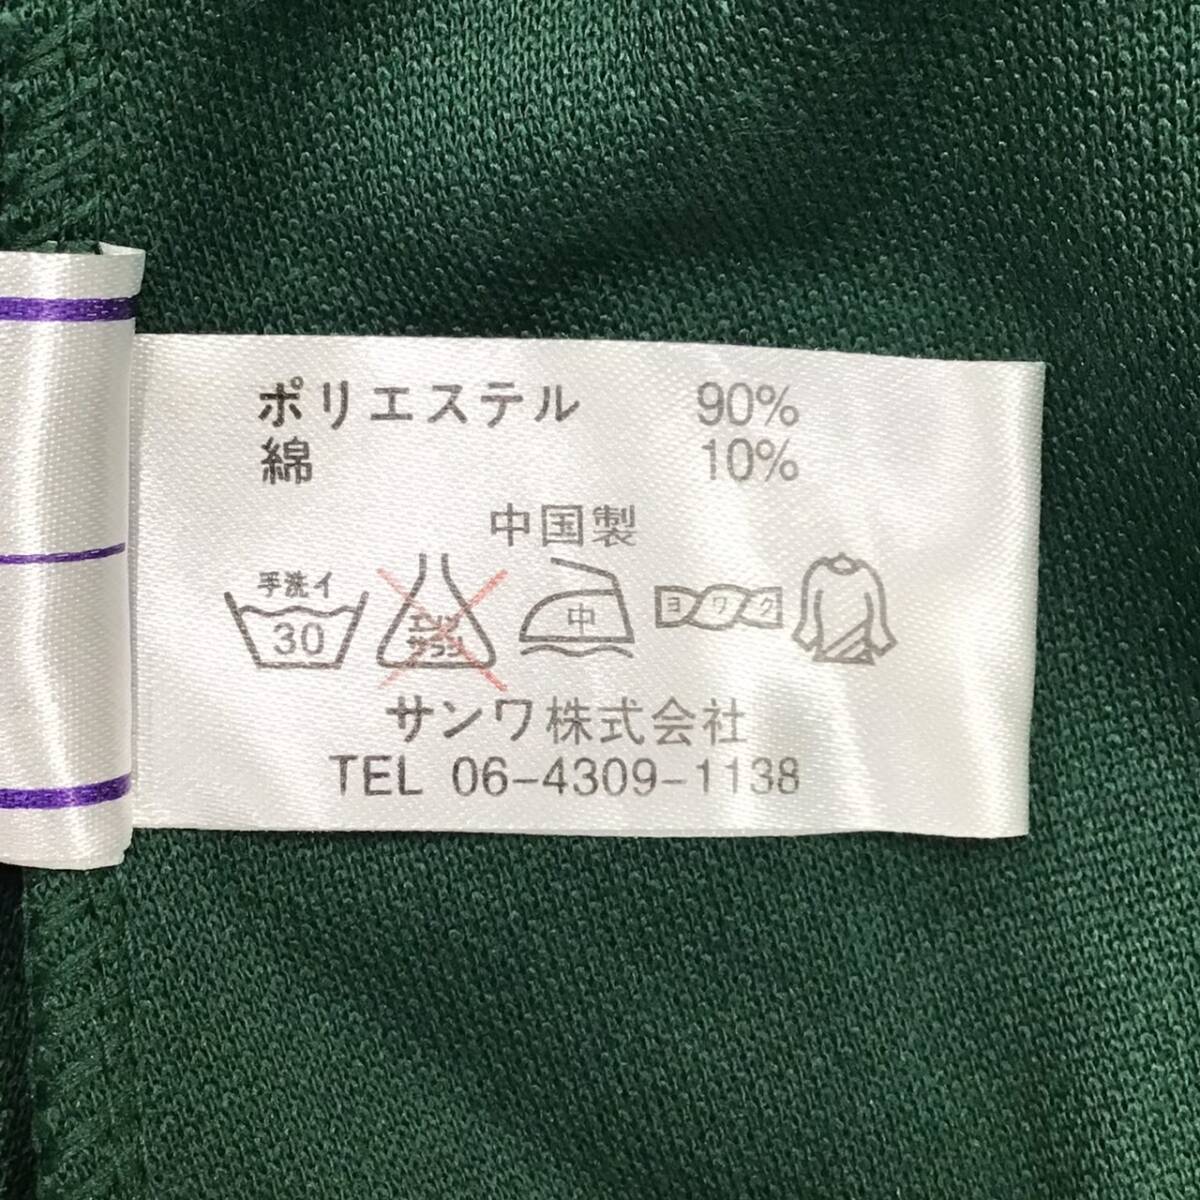 ポリエステル 90%
綿 10%
中国製
手洗イ
30
エンソ
サラシ
中
ヨワク
サンワ株式会社
TEL 06-4309-1138